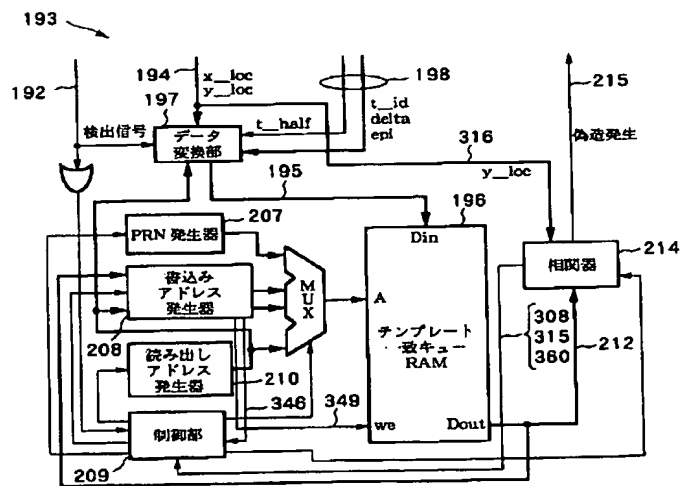 193
192
194
x_loc
y_loc
197
198
t_id
delta
epi
t_half
215
検出信号
データ
変換部
偽造発生
316
y_loc
195
207
196
PRN 発生器
Din
214
相関器
書込み
アドレス
発生器
MUX
A
208
テンプレート
一致キュー
RAM
308
315
360
212
読み出し
アドレス
発生器
210
346
349
we
Dout
制御部
209